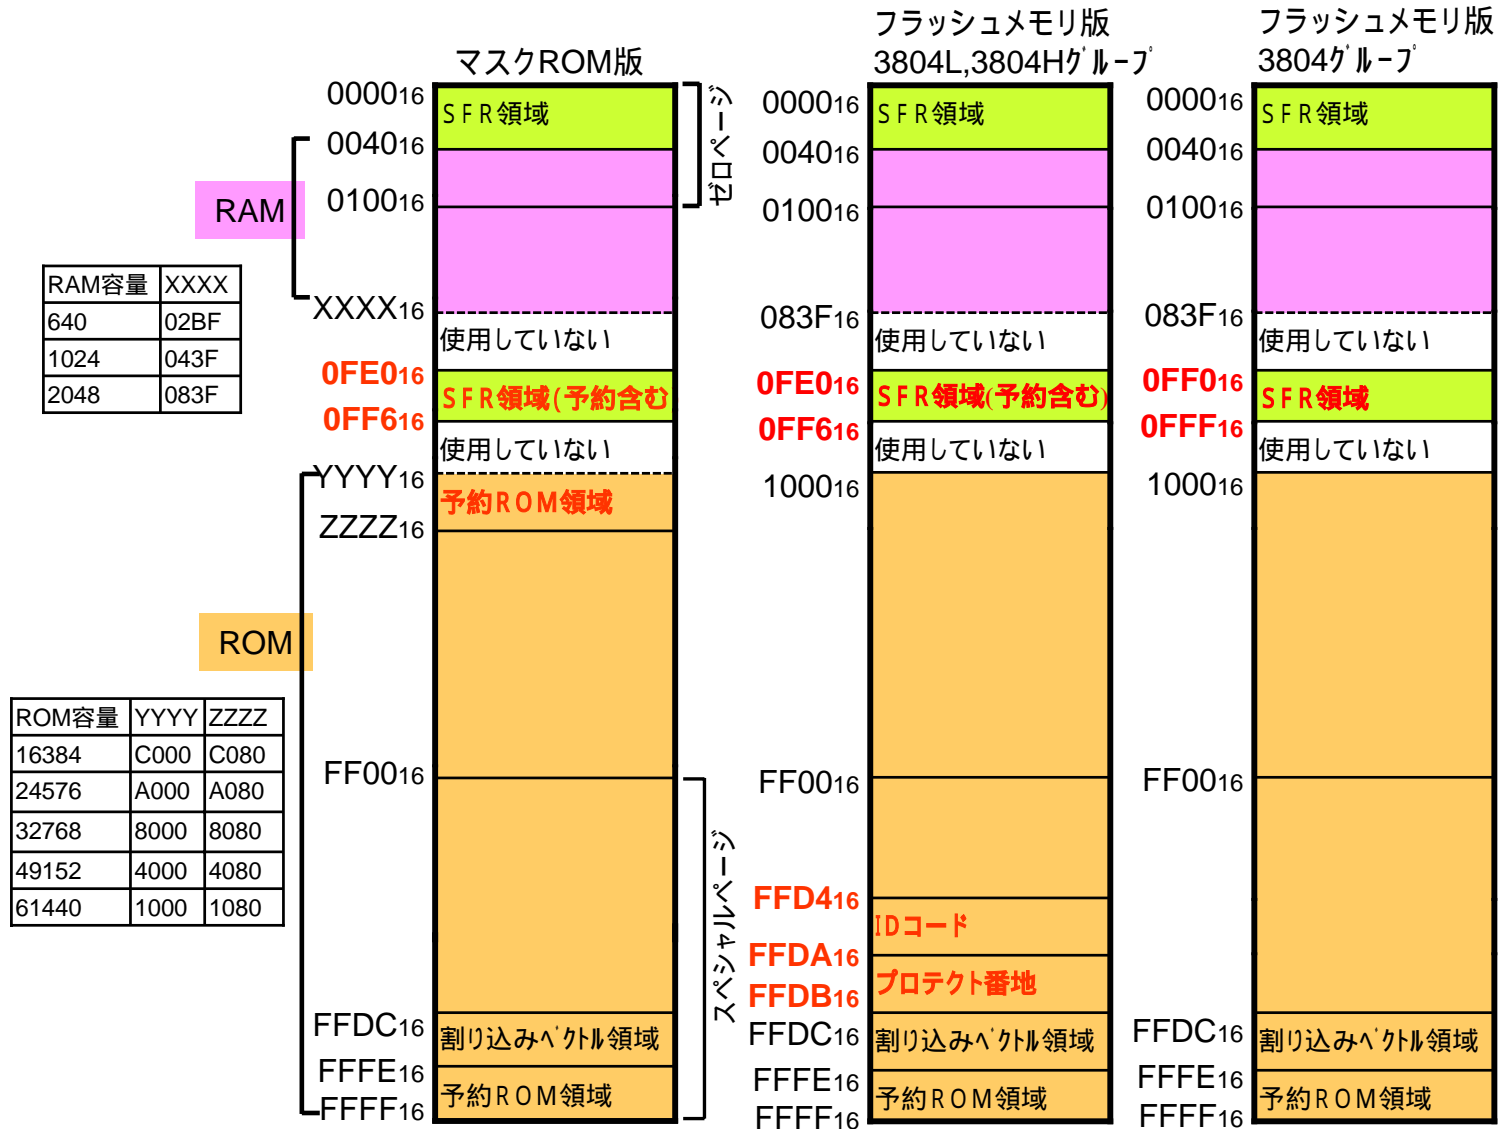 マスクROM版
000016
SFR領域
004016
010016
ゼロページ
RAM
XXXX16
使用していない
RAM容量 XXXX
640 02BF
1024 043F
2048 083F
0FE016
SFR領域(予約含む
0FF616
使用していない
YYYY16
予約ROM領域
ZZZZ16
ROM
ROM容量 YYYY ZZZZ
16384 C000 C080
24576 A000 A080
32768 8000 8080
49152 4000 4080
61440 1000 1080
FF0016
スペシャルページ
FFDC16
割り込みベクトル領域
FFFE16
予約ROM領域
FFFF16
フラッシュメモリ版
3804L,3804Hグループ
000016
SFR領域
004016
010016
083F16
使用していない
0FE016
SFR領域(予約含む)
0FF616
使用していない
100016
FF0016
FFD416
IDコード
FFDA16
プロテクト番地
FFDB16
FFDC16
割り込みベクトル領域
FFFE16
予約ROM領域
FFFF16
フラッシュメモリ版
3804グループ
000016
SFR領域
004016
010016
083F16
使用していない
0FF016
SFR領域
0FFF16
使用していない
100016
FF0016
FFDC16
割り込みベクトル領域
FFFE16
予約ROM領域
FFFF16